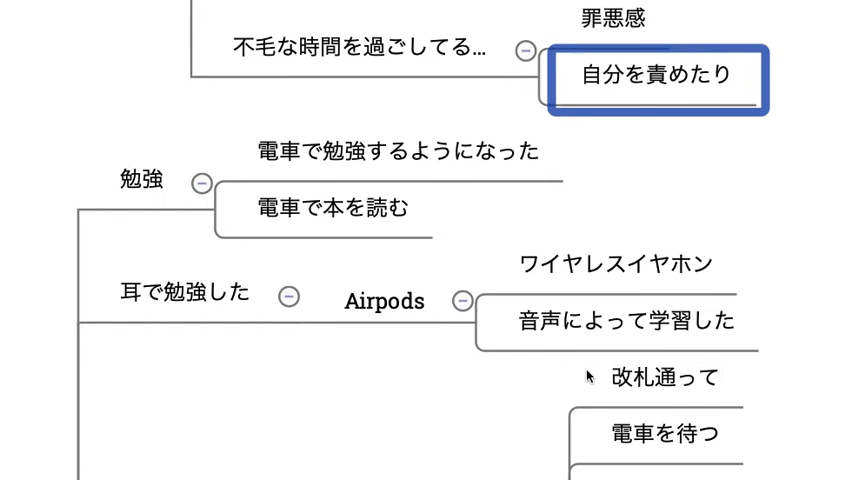 罪悪感
不毛な時間を過ごしてる...
自分を責めたり
電車で勉強するようになった
勉強
電車で本を読む
ワイヤレスイヤホン
耳で勉強した
Airpods
音声によって学習した
改札通って
電車を待つ